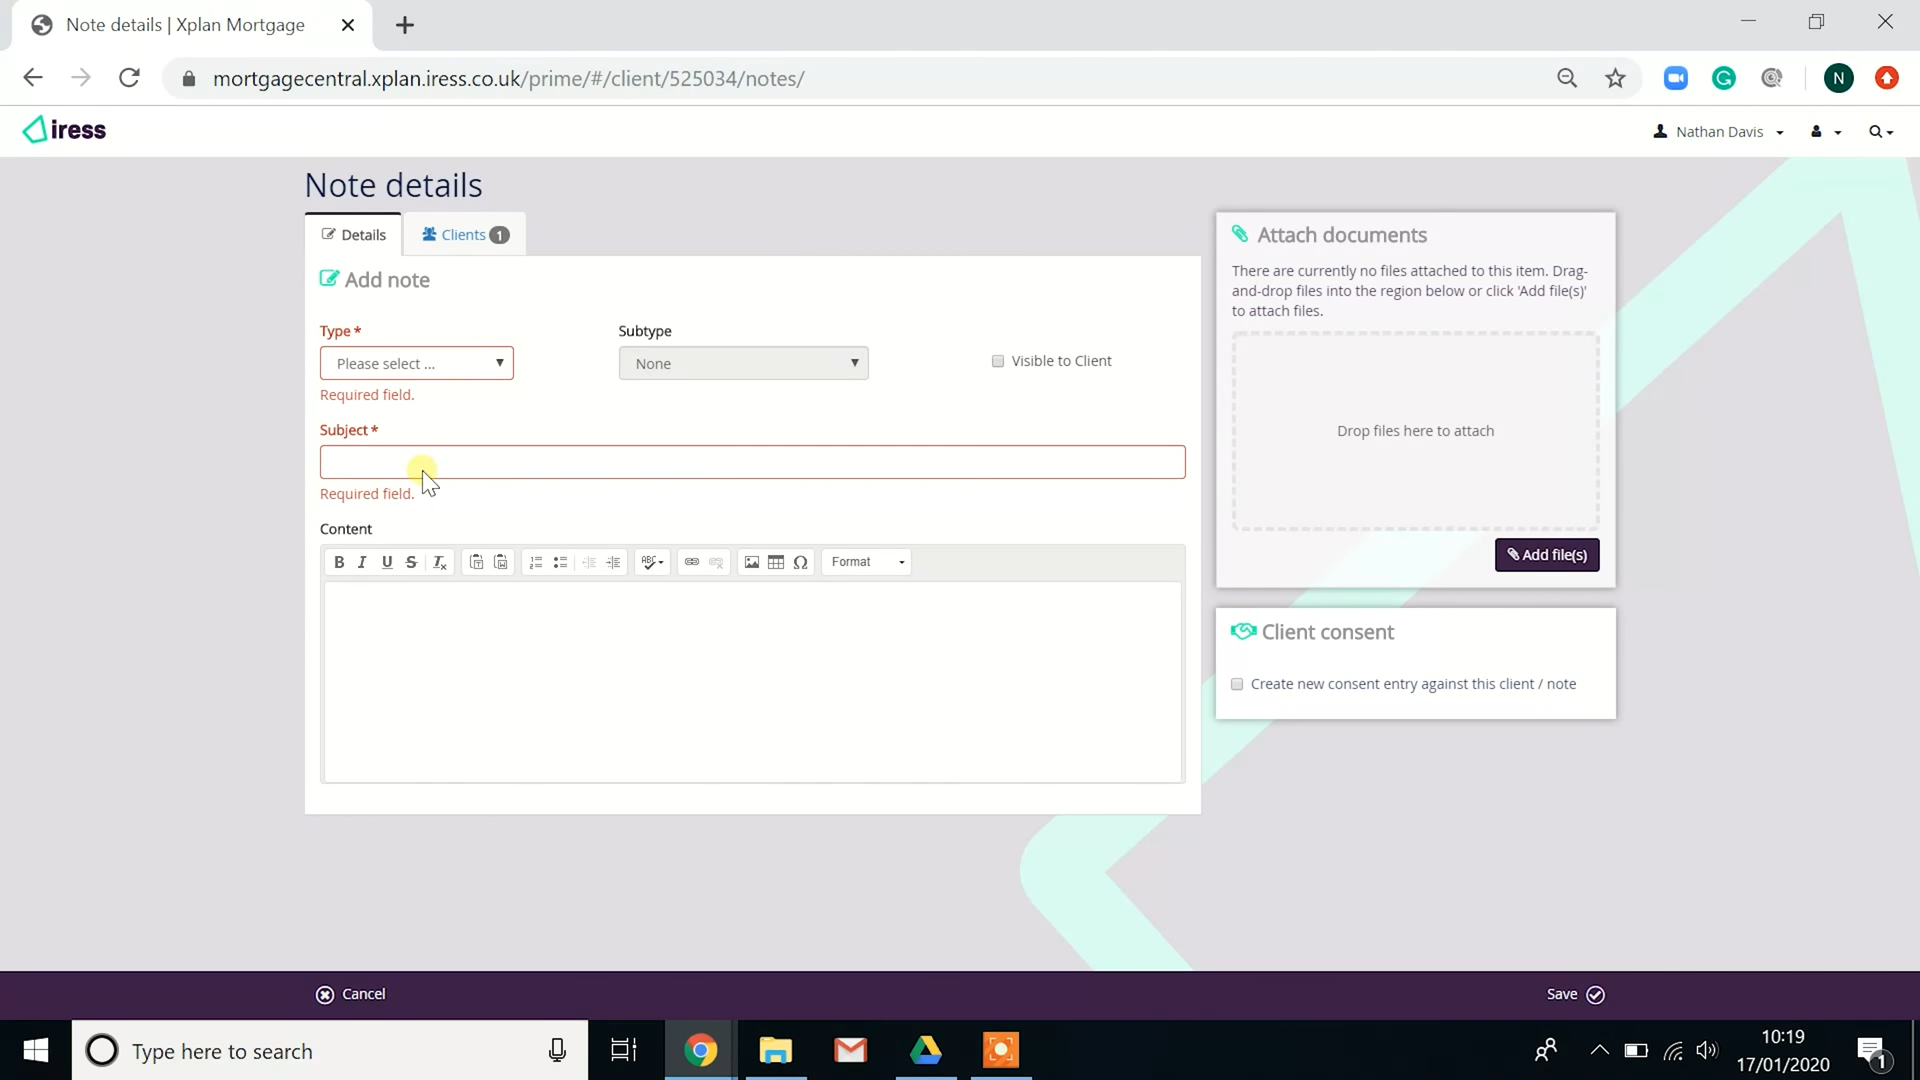 Note details | Xplan Mortgage
mortgagecentral.xplan.iress.co.uk/prime/#/client/525034/notes/
N
iress
Nathan Davis
Note details
Details
Clients 1
Add note
Type *
Subtype
Please select ...
None
Visible to Client
Required field.
Subject *
Required field.
Content
B I U S Tx
ABC
Ω
Format
Attach documents
There are currently no files attached to this item. Drag-
and-drop files into the region below or click 'Add file(s)'
to attach files.
Drop files here to attach
Add file(s)
Client consent
Create new consent entry against this client / note
Cancel
Save
Type here to search
10:19
17/01/2020
1